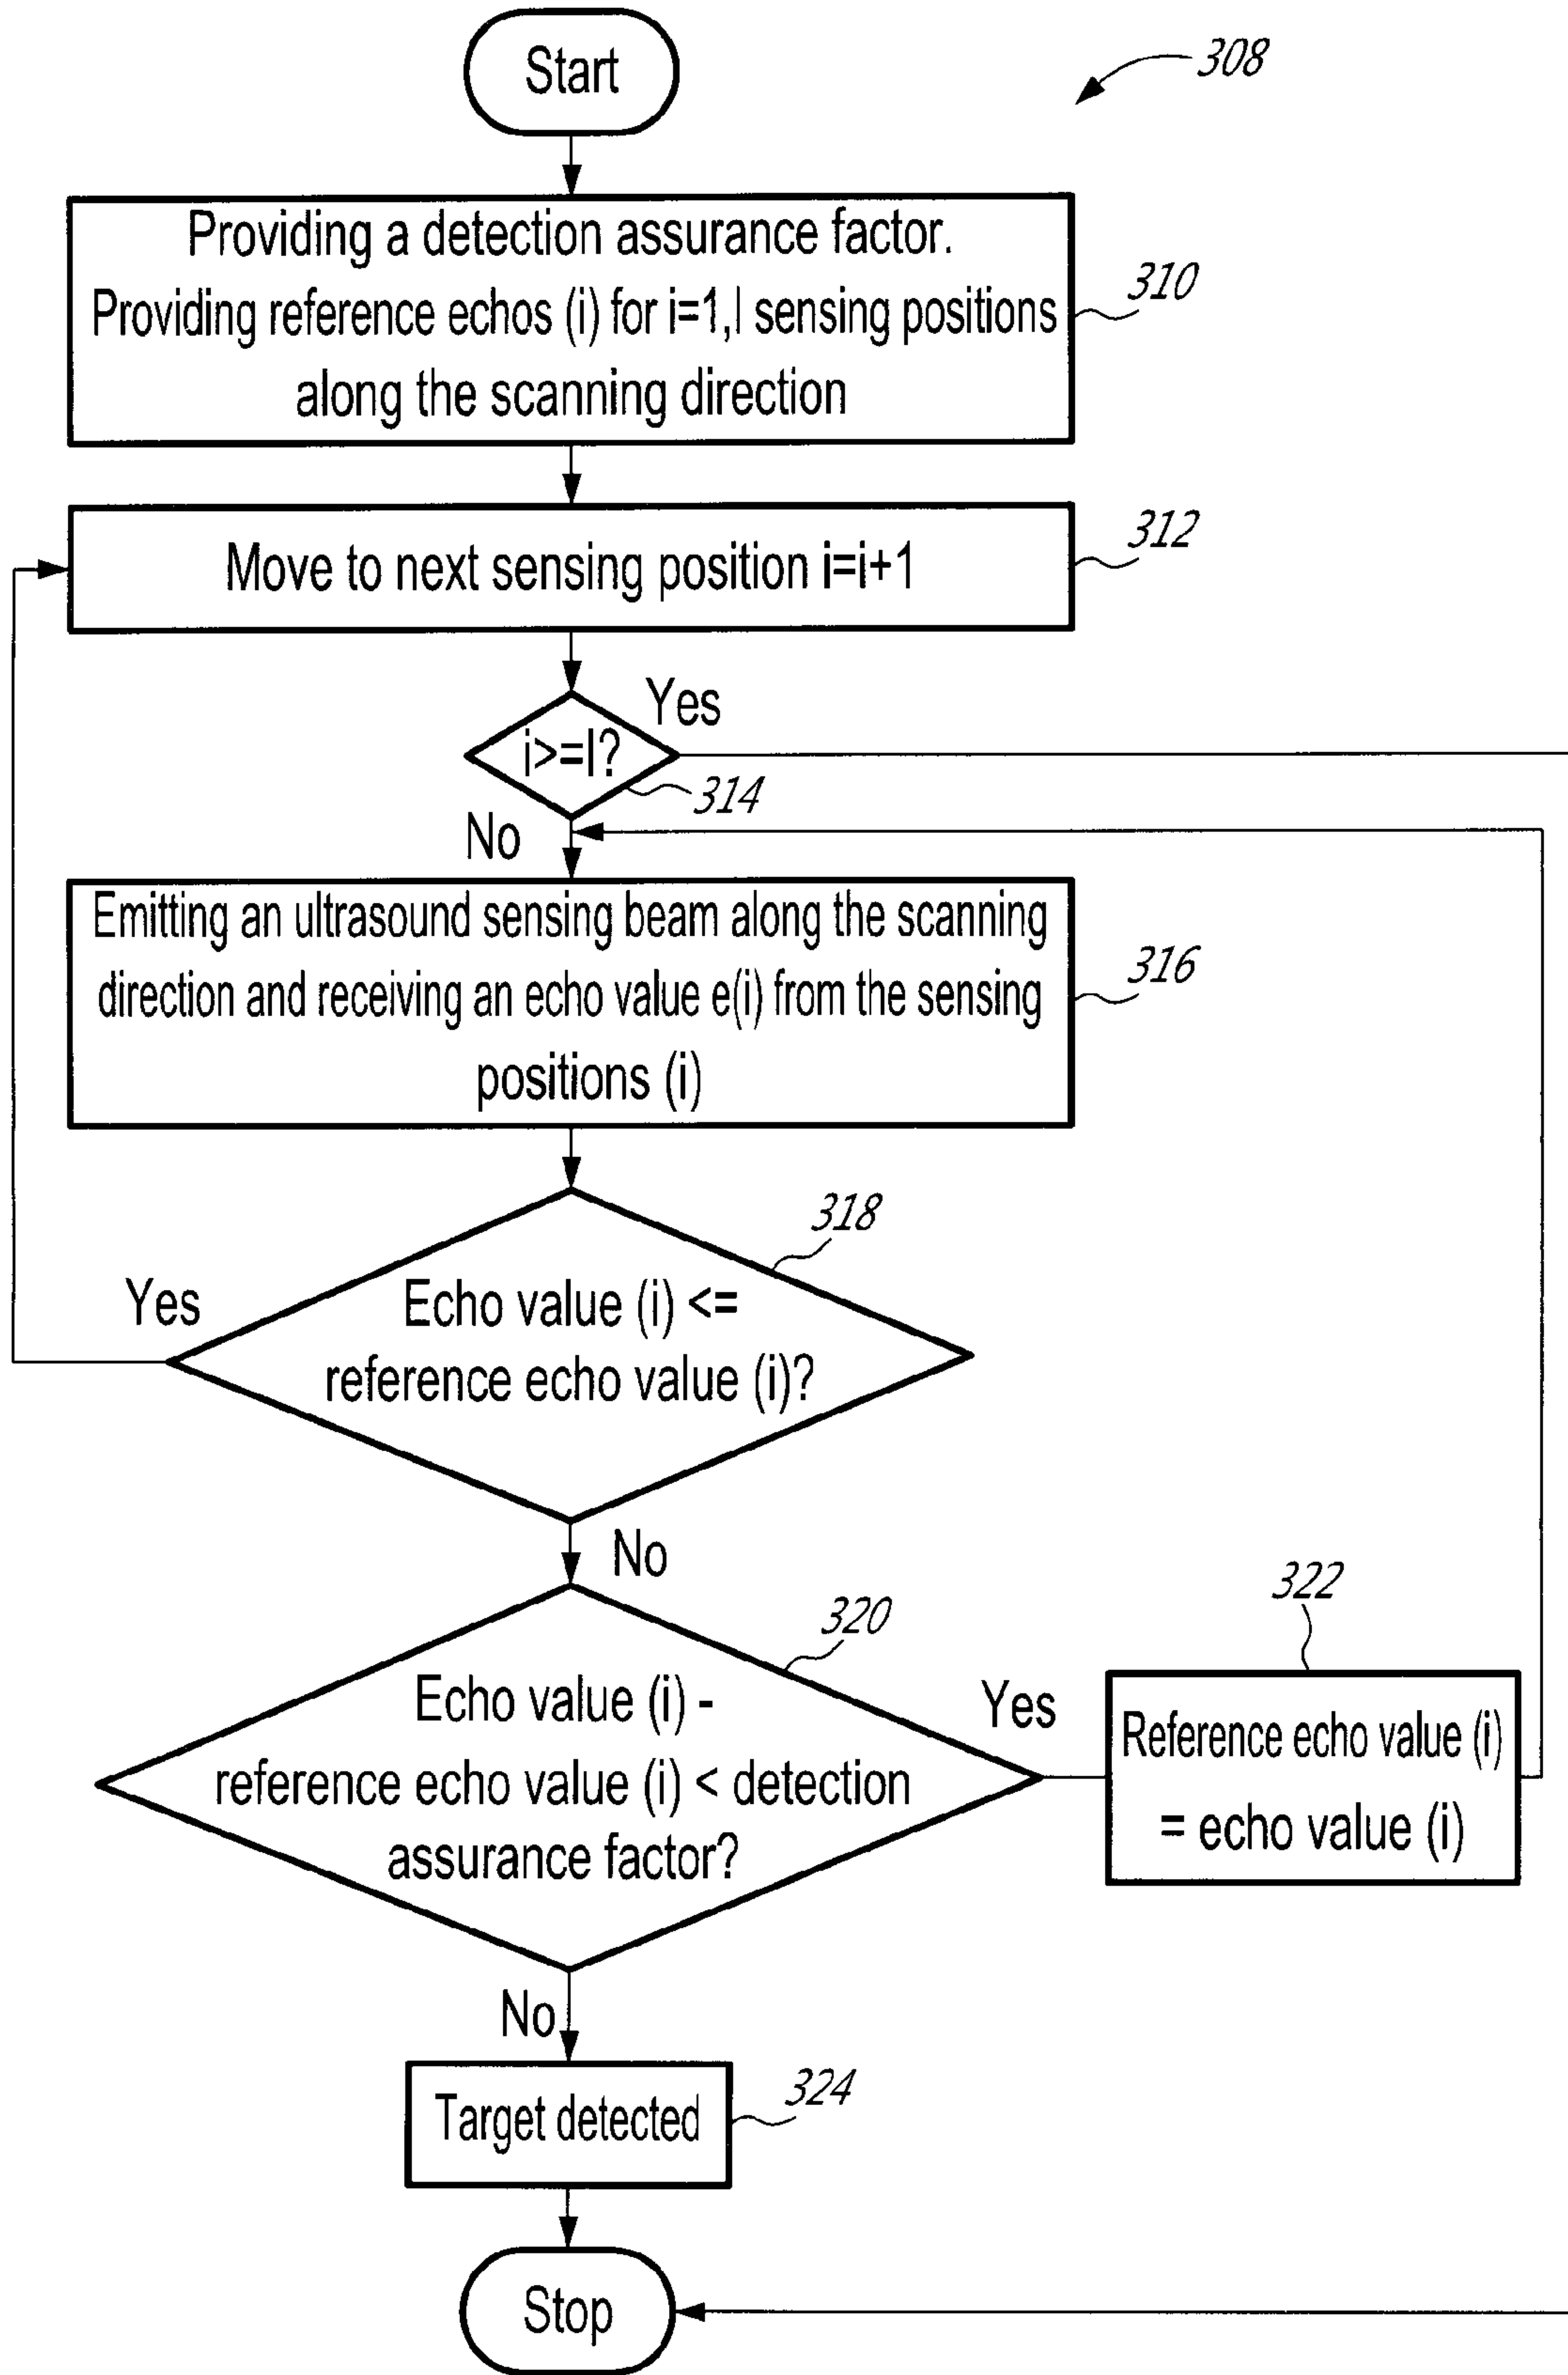 Start
308
Providing a detection assurance factor.
Providing reference echos (i) for i=1,I sensing positions
along the scanning direction
310
Move to next sensing position i=i+1
312
Yes
i>=I?
314
No
Emitting an ultrasound sensing beam along the scanning
direction and receiving an echo value e(i) from the sensing
positions (i)
316
318
Yes
Echo value (i) <=
reference echo value (i)?
No
320
322
Echo value (i) -
reference echo value (i) < detection
assurance factor?
Yes
Reference echo value (i)
= echo value (i)
No
Target detected
324
Stop